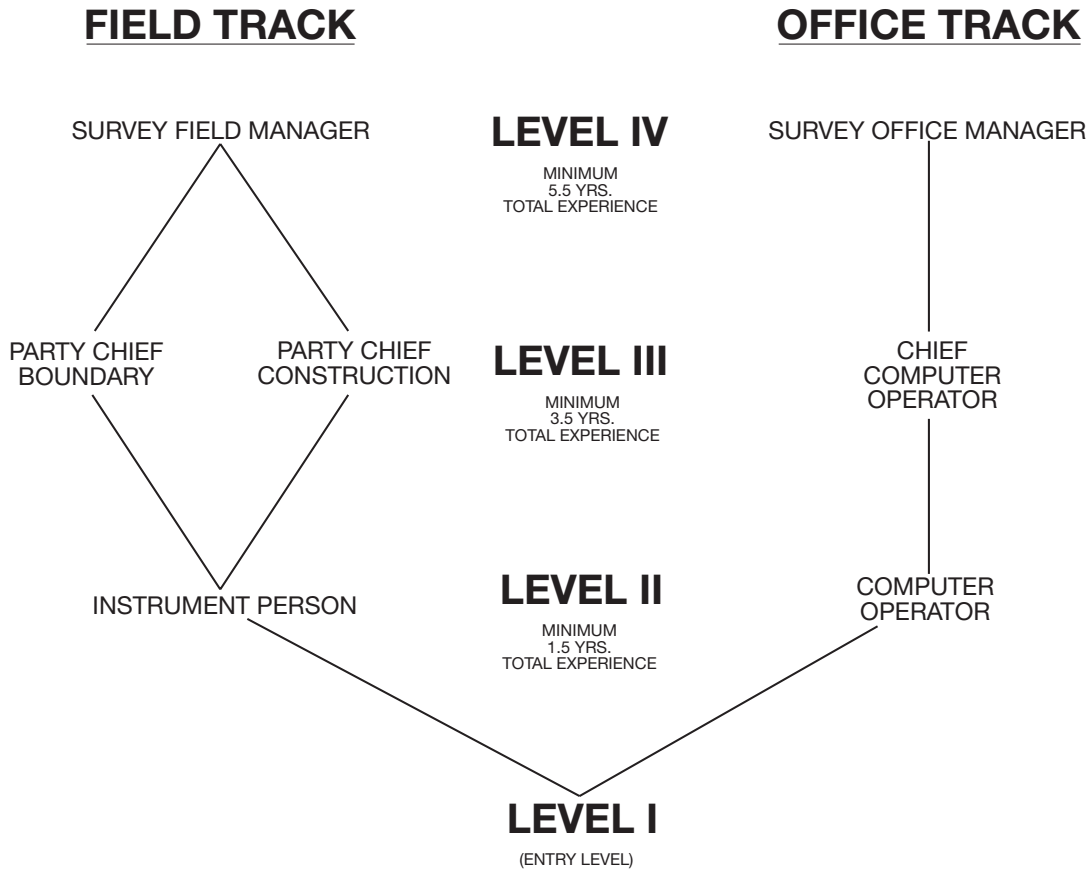 FIELD TRACK
OFFICE TRACK
SURVEY FIELD MANAGER
LEVEL IV
MINIMUM
5.5 YRS.
TOTAL EXPERIENCE
SURVEY OFFICE MANAGER
PARTY CHIEF
BOUNDARY
PARTY CHIEF
CONSTRUCTION
LEVEL III
MINIMUM
3.5 YRS.
TOTAL EXPERIENCE
CHIEF
COMPUTER
OPERATOR
INSTRUMENT PERSON
LEVEL II
MINIMUM
1.5 YRS.
TOTAL EXPERIENCE
COMPUTER
OPERATOR
LEVEL I
(ENTRY LEVEL)